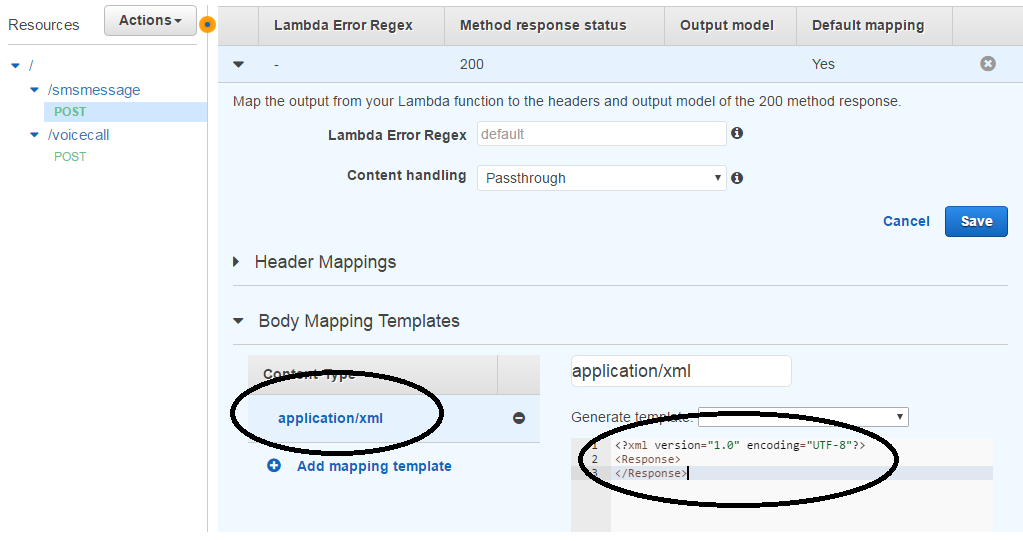 Resources
Actions
/
/smsmessage
POST
/voicecall
POST
Lambda Error Regex Method response status Output model Default mapping
- 200 Yes
Map the output from your Lambda function to the headers and output model of the 200 method response.
Lambda Error Regex default
Content handling Passthrough
Cancel Save
Header Mappings
Body Mapping Templates
Content-Type
application/xml
Add mapping template
application/xml
Generate template:
1 <?xml version="1.0" encoding="UTF-8"?>
2 <Response>
3 </Response>